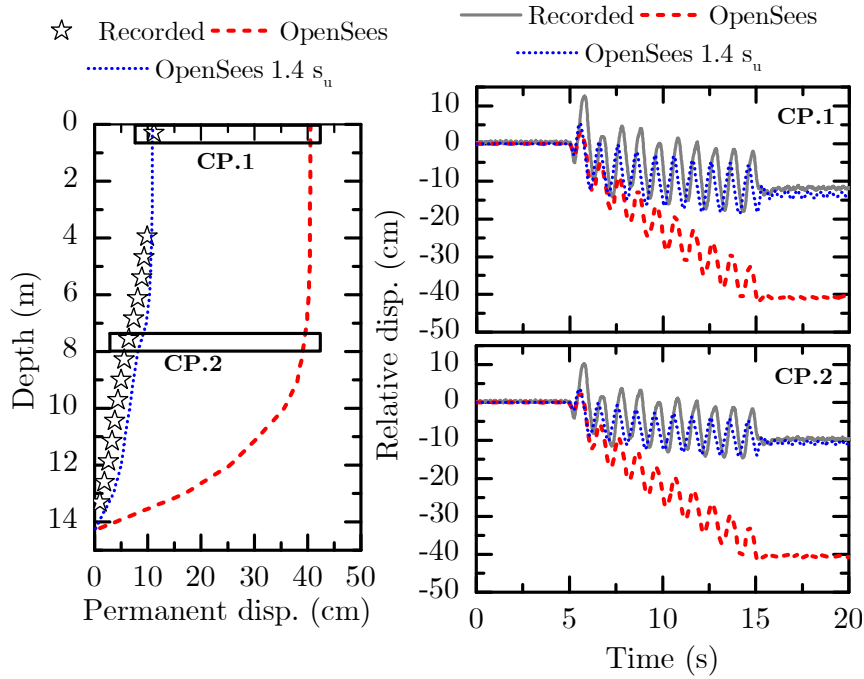 Recorded OpenSees
OpenSees 1.4 s_u
0
2
4
6
8
10
12
14
Depth (m)
CP.1
CP.2
0 10 20 30 40 50
Permanent disp. (cm)
Recorded OpenSees
OpenSees 1.4 s_u
10
0
-10
-20
-30
-40
-50
CP.1
Relative disp. (cm)
10
0
-10
-20
-30
-40
-50
CP.2
0 5 10 15 20
Time (s)